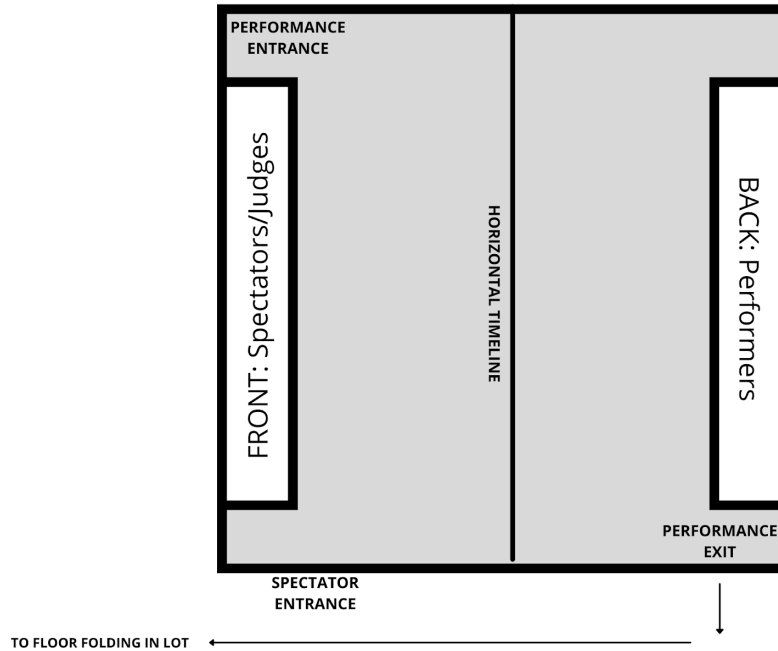 PERFORMANCE
ENTRANCE
FRONT: Spectators/Judges
HORIZONTAL TIMELINE
BACK: Performers
PERFORMANCE
EXIT
SPECTATOR
ENTRANCE
TO FLOOR FOLDING IN LOT